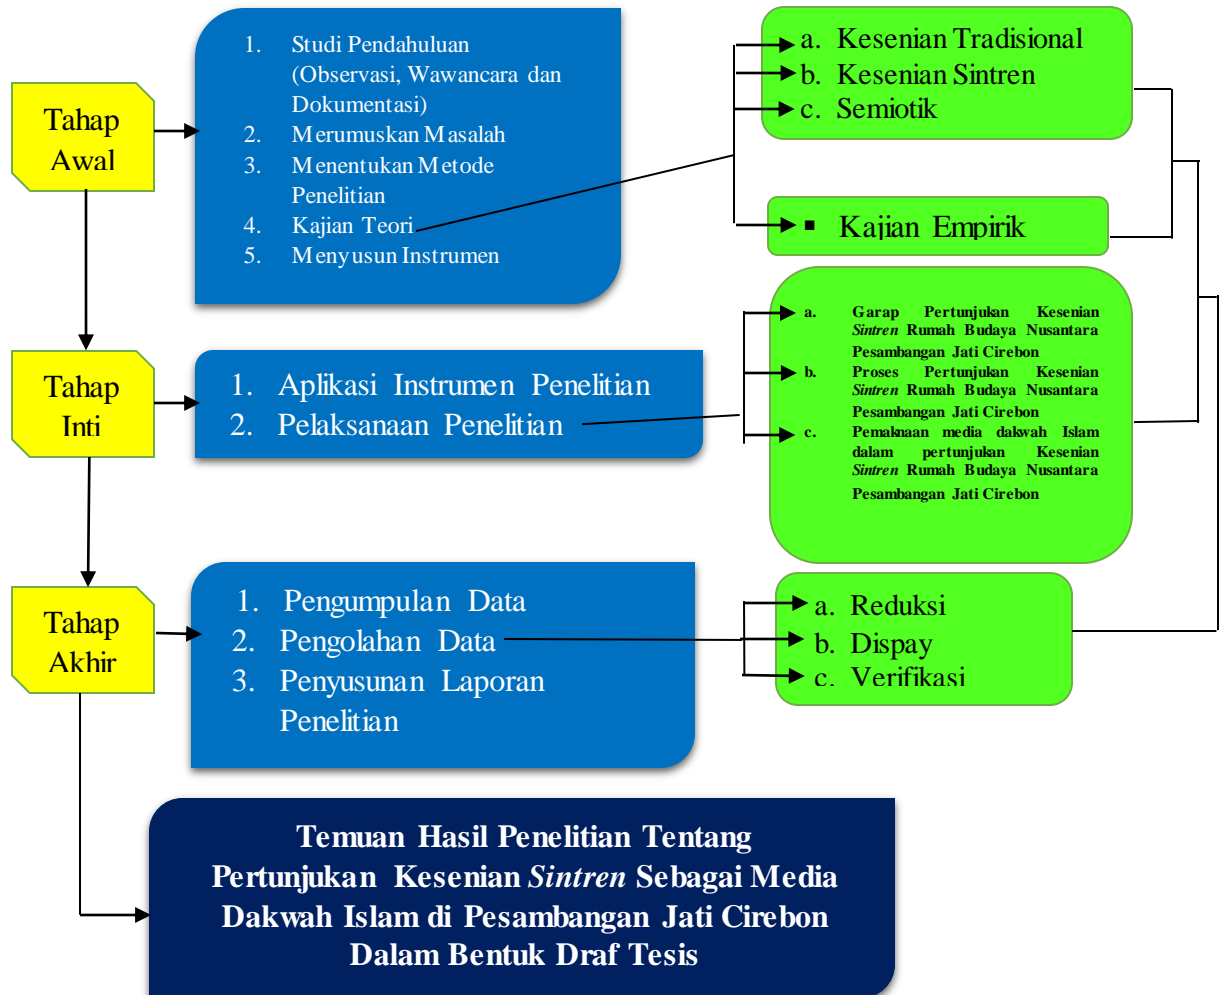 Tahap
Awal
1. Studi Pendahuluan
(Observasi, Wawancara dan
Dokumentasi)
2. Merumuskan Masalah
3. Menentukan Metode
Penelitian
4. Kajian Teori
5. Menyusun Instrumen
a. Kesenian Tradisional
b. Kesenian Sintren
c. Semiotik
▪ Kajian Empirik
Tahap
Inti
1. Aplikasi Instrumen Penelitian
2. Pelaksanaan Penelitian
a. Garap Pertunjukan Kesenian
Sintren Rumah Budaya Nusantara
Pesambangan Jati Cirebon
b. Proses Pertunjukan Kesenian
Sintren Rumah Budaya Nusantara
Pesambangan Jati Cirebon
c. Pemaknaan media dakwah Islam
dalam pertunjukan Kesenian
Sintren Rumah Budaya Nusantara
Pesambangan Jati Cirebon
Tahap
Akhir
1. Pengumpulan Data
2. Pengolahan Data
3. Penyusunan Laporan
Penelitian
a. Reduksi
b. Dispay
c. Verifikasi
Temuan Hasil Penelitian Tentang
Pertunjukan Kesenian Sintren Sebagai Media
Dakwah Islam di Pesambangan Jati Cirebon
Dalam Bentuk Draf Tesis